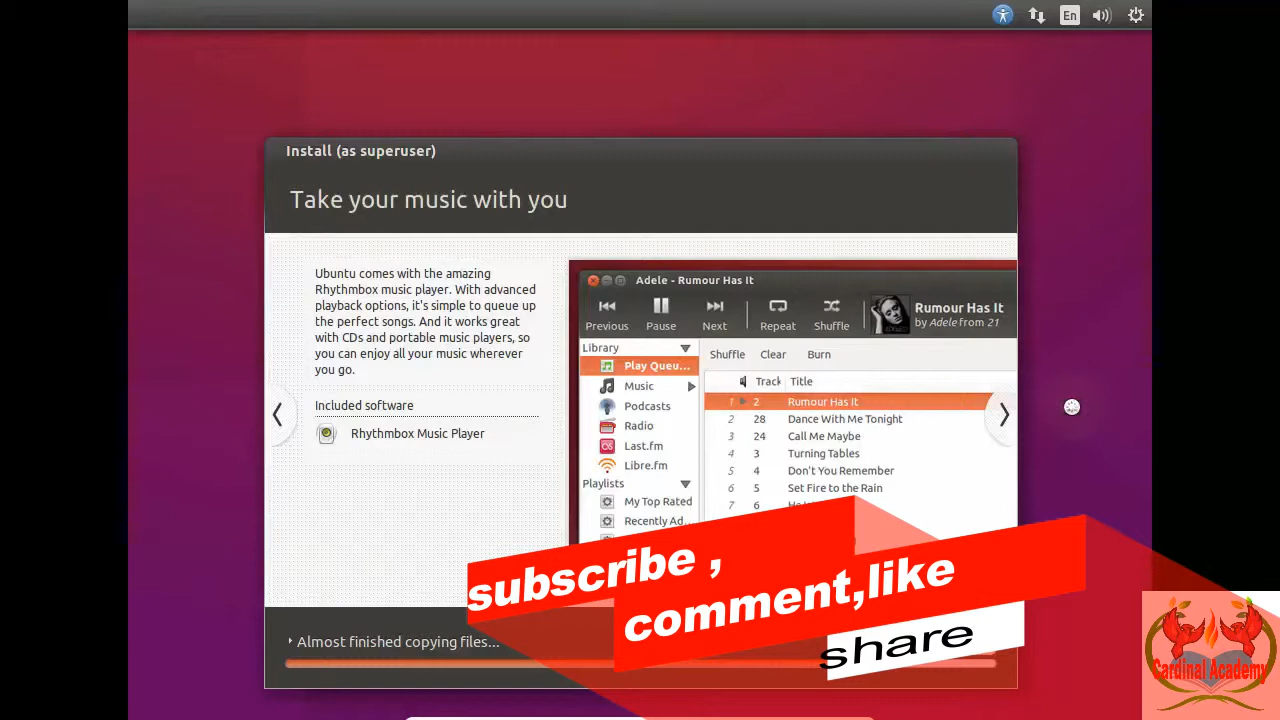 En
Install (as superuser)
Take your music with you
Ubuntu comes with the amazing
Rhythmbox music player. With advanced
playback options, it's simple to queue up
the perfect songs. And it works great
with CDs and portable music players, so
you can enjoy all your music wherever
you go.
Included software
Rhythmbox Music Player
Adele - Rumour Has It
Previous
Pause
Next
Repeat
Shuffle
Rumour Has It
by Adele from 21
Library
Play Queu...
Music
Podcasts
Radio
Last.fm
Libre.fm
Playlists
My Top Rated
Recently Ad...
Shuffle Clear Burn
Track Title
1 2 Rumour Has It
2 28 Dance With Me Tonight
3 24 Call Me Maybe
4 3 Turning Tables
5 4 Don't You Remember
6 5 Set Fire to the Rain
7 6
subscribe ,
comment,like
share
Almost finished copying files...
Cardinal Academy